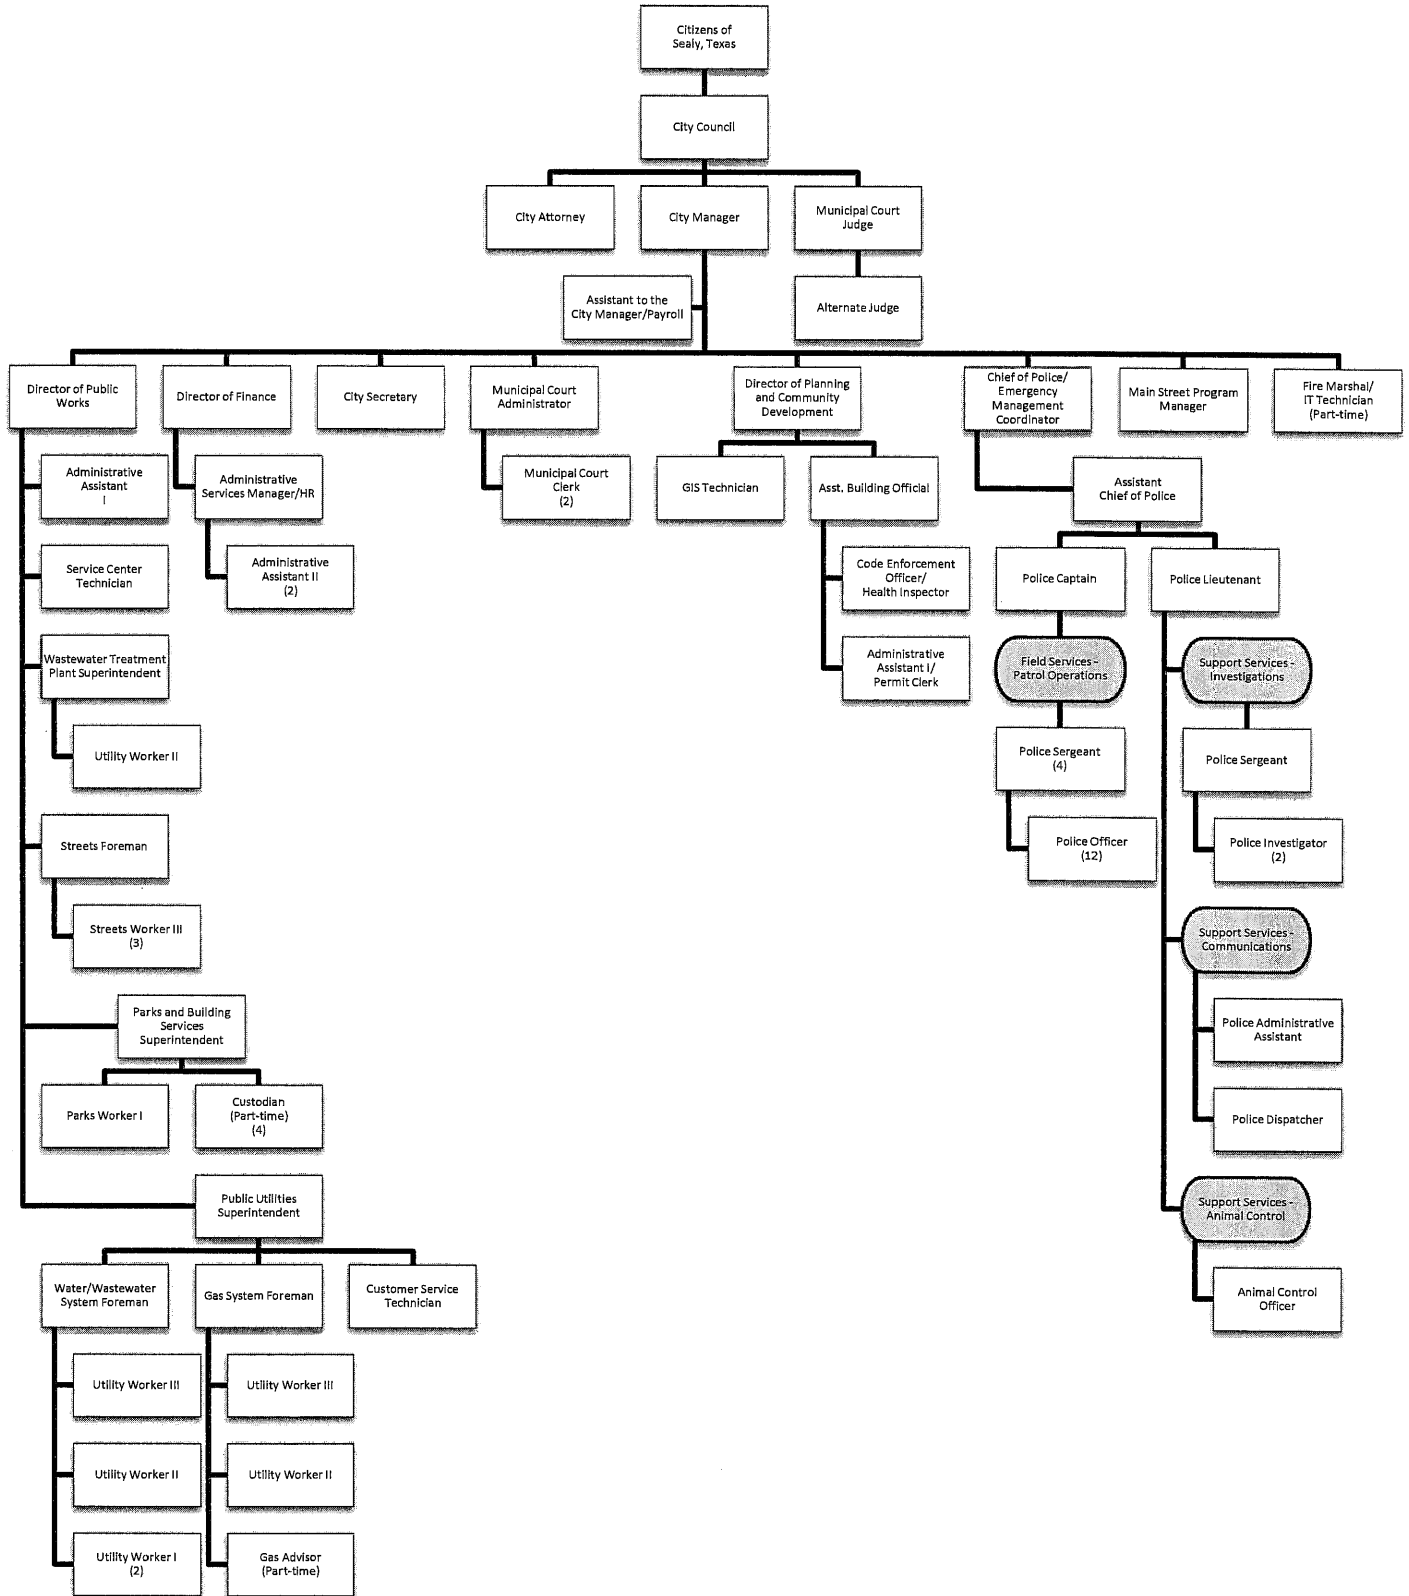 Citizens of
Sealy, Texas
City Council
City Attorney
City Manager
Municipal Court
Judge
Assistant to the
City Manager/Payroll
Alternate Judge
Director of Public
Works
Director of Finance
City Secretary
Municipal Court
Administrator
Director of Planning
and Community
Development
Chief of Police/
Emergency
Management
Coordinator
Main Street Program
Manager
Fire Marshal/
IT Technician
(Part-time)
Administrative
Assistant
I
Administrative
Services Manager/HR
Municipal Court
Clerk
(2)
GIS Technician
Asst. Building Official
Assistant
Chief of Police
Service Center
Technician
Administrative
Assistant II
(2)
Code Enforcement
Officer/
Health Inspector
Police Captain
Police Lieutenant
Wastewater Treatment
Plant Superintendent
Administrative
Assistant I/
Permit Clerk
Field Services -
Patrol Operations
Support Services -
Investigations
Utility Worker II
Police Sergeant
(4)
Police Sergeant
Streets Foreman
Police Officer
(12)
Police Investigator
(2)
Streets Worker III
(3)
Support Services -
Communications
Parks and Building
Services
Superintendent
Police Administrative
Assistant
Parks Worker I
Custodian
(Part-time)
(4)
Police Dispatcher
Public Utilities
Superintendent
Support Services -
Animal Control
Water/Wastewater
System Foreman
Gas System Foreman
Customer Service
Technician
Animal Control
Officer
Utility Worker III
Utility Worker III
Utility Worker II
Utility Worker II
Utility Worker I
(2)
Gas Advisor
(Part-time)